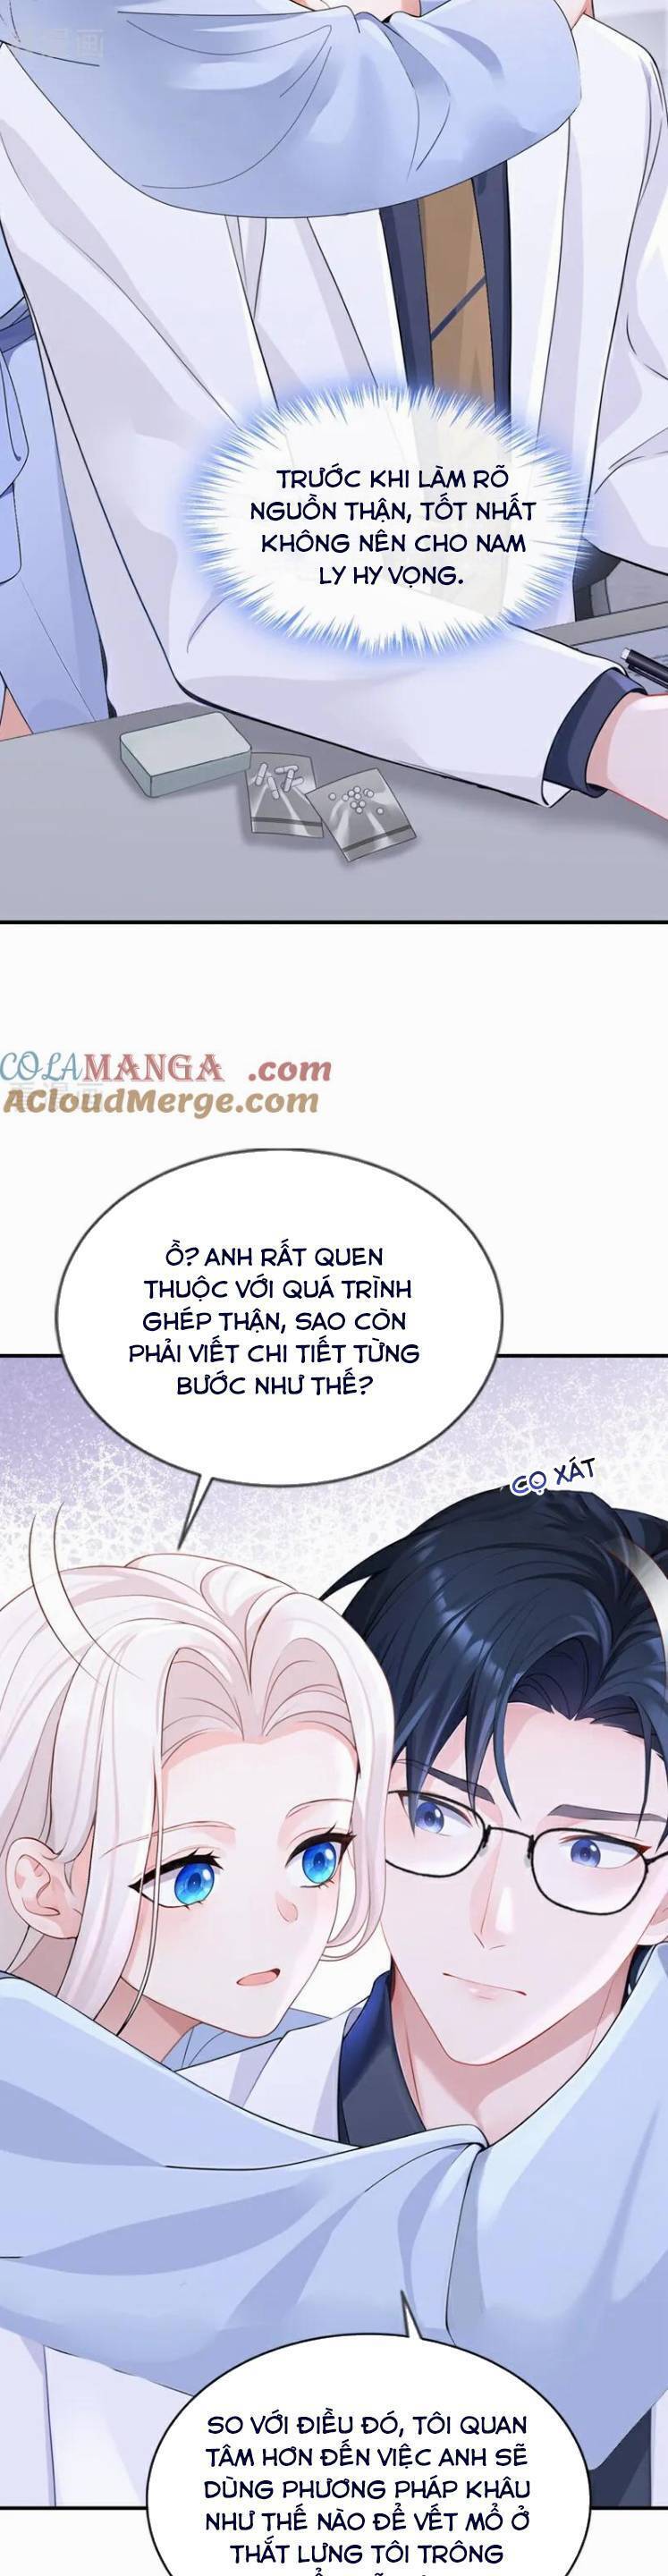 TRƯỚC KHI LÀM RÕ
NGUỒN THẬN, TỐT NHẤT
KHÔNG NÊN CHO NAM
LY HY VỌNG.
COLAMANGA .com
AcloudMerge.com
Ồ? ANH RẤT QUEN
THUỘC VỚI QUÁ TRÌNH
GHÉP THẬN, SAO CÒN
PHẢI VIẾT CHI TIẾT TỪNG
BƯỚC NHƯ THẾ?
CỌ XÁT
SO VỚI ĐIỀU ĐÓ, TÔI QUAN
TÂM HƠN ĐẾN VIỆC ANH SẼ
DÙNG PHƯƠNG PHÁP KHÂU
NHƯ THẾ NÀO ĐỂ VẾT MỔ Ở
THẮT LƯNG TÔI TRÔNG